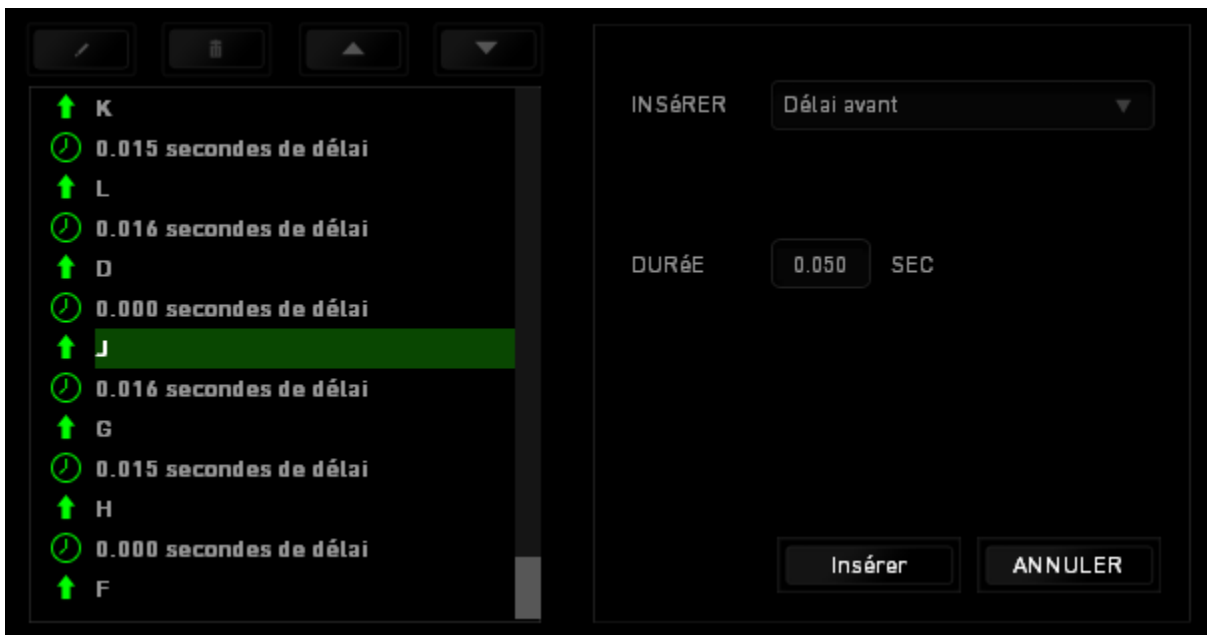 K
0.015 secondes de délai
L
0.016 secondes de délai
D
0.000 secondes de délai
J
0.016 secondes de délai
G
0.015 secondes de délai
H
0.000 secondes de délai
F
INSéRER Délai avant
DURéE 0.050 SEC
Insérer ANNULER